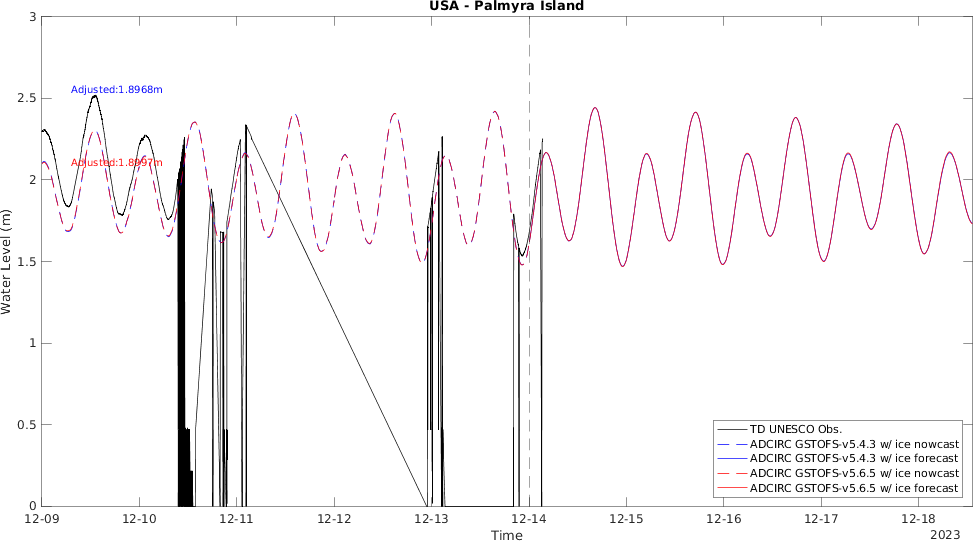 USA - Palmyra Island
3
2.5
2
1.5
1
0.5
0
Water Level (m)
Adjusted:1.8968m
Adjusted:1.8997m
TD UNESCO Obs.
ADCIRC GSTOFS-v5.4.3 w/ ice nowcast
ADCIRC GSTOFS-v5.4.3 w/ ice forecast
ADCIRC GSTOFS-v5.6.5 w/ ice nowcast
ADCIRC GSTOFS-v5.6.5 w/ ice forecast
12-09 12-10 12-11 12-12 12-13 12-14 12-15 12-16 12-17 12-18
Time
2023